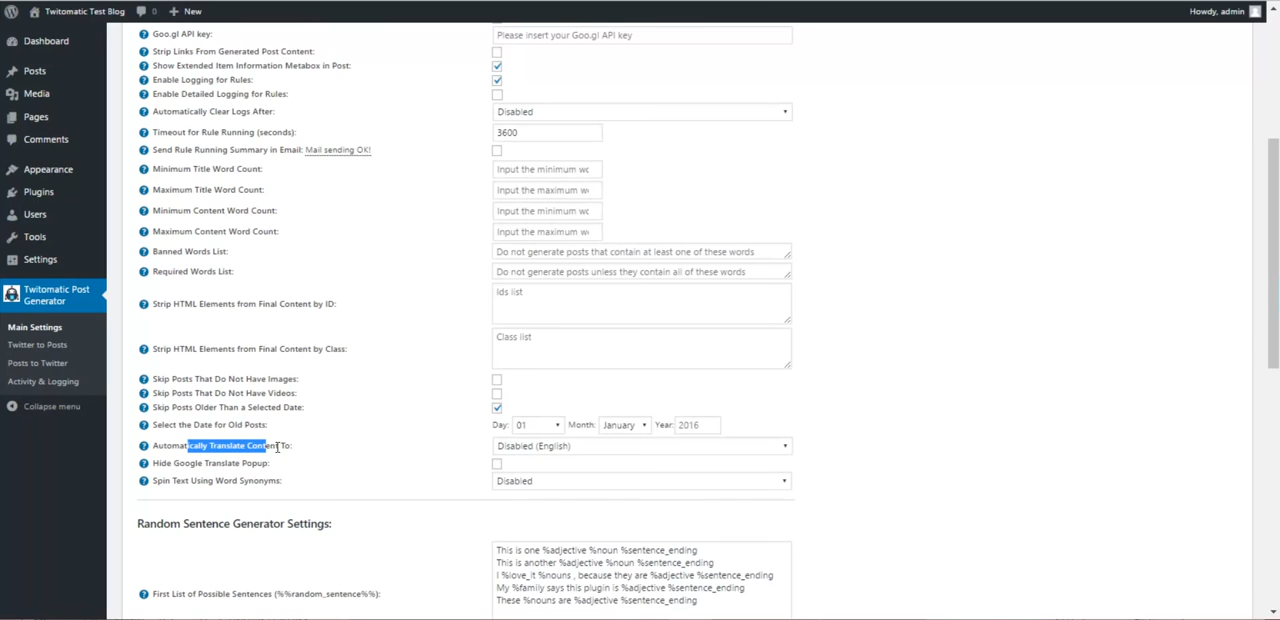 Twitomatic Test Blog
0
New
Howdy, admin
Dashboard
Posts
Media
Pages
Comments
Appearance
Plugins
Users
Tools
Settings
Twitomatic Post
Generator
Main Settings
Twitter to Posts
Posts to Twitter
Activity & Logging
Collapse menu
Goo.gl API key:
Please insert your Goo.gl API key
Strip Links From Generated Post Content:
Show Extended Item Information Metabox in Post:
Enable Logging for Rules:
Enable Detailed Logging for Rules:
Automatically Clear Logs After:
Disabled
Timeout for Rule Running (seconds):
3600
Send Rule Running Summary in Email: Mail sending OK!
Minimum Title Word Count:
Input the minimum wc
Maximum Title Word Count:
Input the maximum w
Minimum Content Word Count:
Input the minimum wc
Maximum Content Word Count:
Input the maximum w
Banned Words List:
Do not generate posts that contain at least one of these words
Required Words List:
Do not generate posts unless they contain all of these words
Strip HTML Elements from Final Content by ID:
Ids list
Strip HTML Elements from Final Content by Class:
Class list
Skip Posts That Do Not Have Images:
Skip Posts That Do Not Have Videos:
Skip Posts Older Than a Selected Date:
Select the Date for Old Posts:
Day: 01 Month: January Year: 2016
Automatically Translate Content To:
Disabled (English)
Hide Google Translate Popup:
Spin Text Using Word Synonyms:
Disabled
Random Sentence Generator Settings:
First List of Possible Sentences (%%random_sentence%%):
This is one %adjective %noun %sentence_ending
This is another %adjective %noun %sentence_ending
I %love_it %nouns , because they are %adjective %sentence_ending
My %family says this plugin is %adjective %sentence_ending
These %nouns are %adjective %sentence_ending